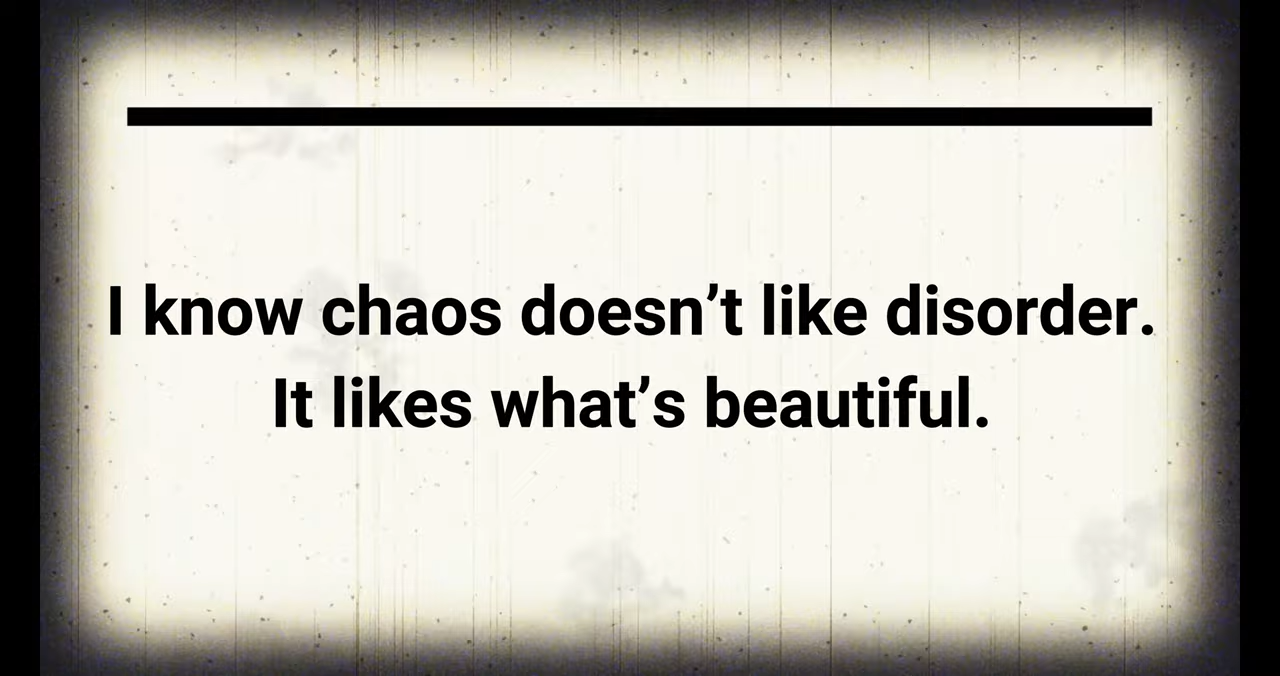 I know chaos doesn’t like disorder.
It likes what’s beautiful.